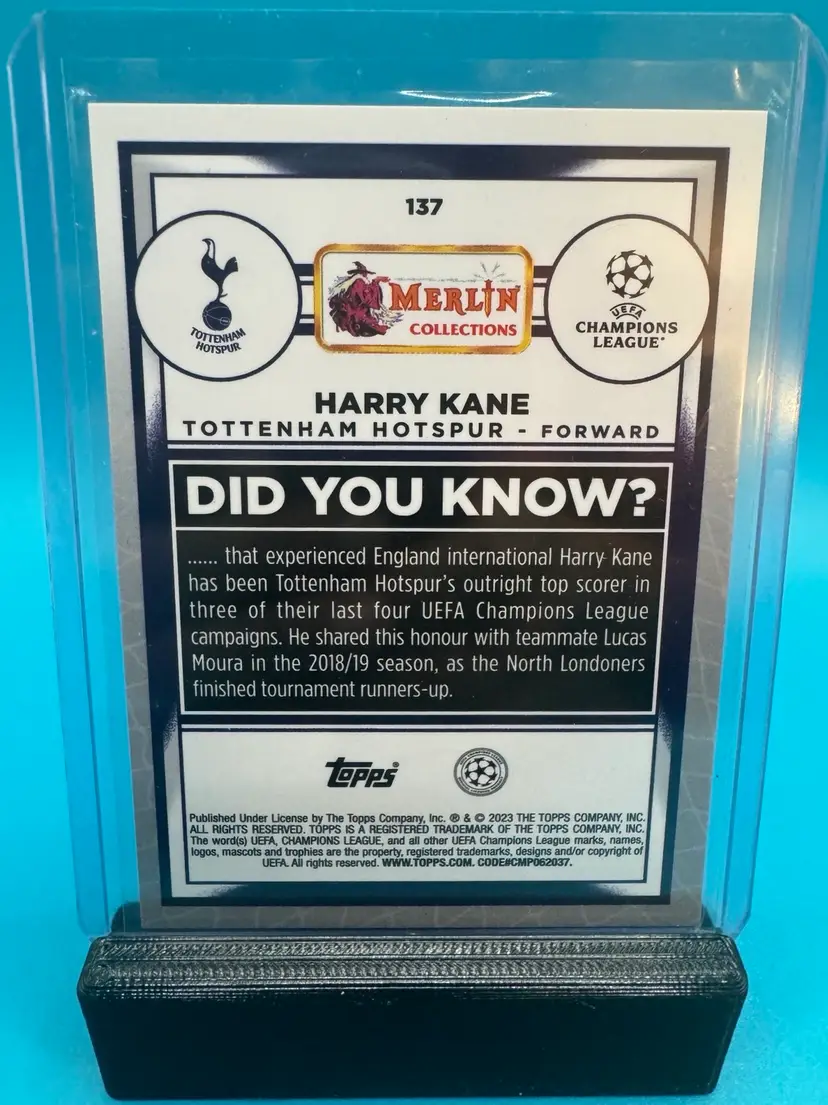 137
TOTTENHAM
HOTSPUR
MERLIN
COLLECTIONS
UEFA
CHAMPIONS
LEAGUE
HARRY KANE
TOTTENHAM HOTSPUR - FORWARD
DID YOU KNOW?
...... that experienced England international Harry Kane
has been Tottenham Hotspur's outright top scorer in
three of their last four UEFA Champions League
campaigns. He shared this honour with teammate Lucas
Moura in the 2018/19 season, as the North Londoners
finished tournament runners-up.
topps®
Published Under License by The Topps Company, Inc. ® & © 2023 THE TOPPS COMPANY, INC.
ALL RIGHTS RESERVED. TOPPS IS A REGISTERED TRADEMARK OF THE TOPPS COMPANY, INC.
The word(s) UEFA, CHAMPIONS LEAGUE, and all other UEFA Champions League marks, names,
logos, mascots and trophies are the property, registered trademarks, designs and/or copyright of
UEFA. All rights reserved. WWW.TOPPS.COM. CODE#CMP062037.